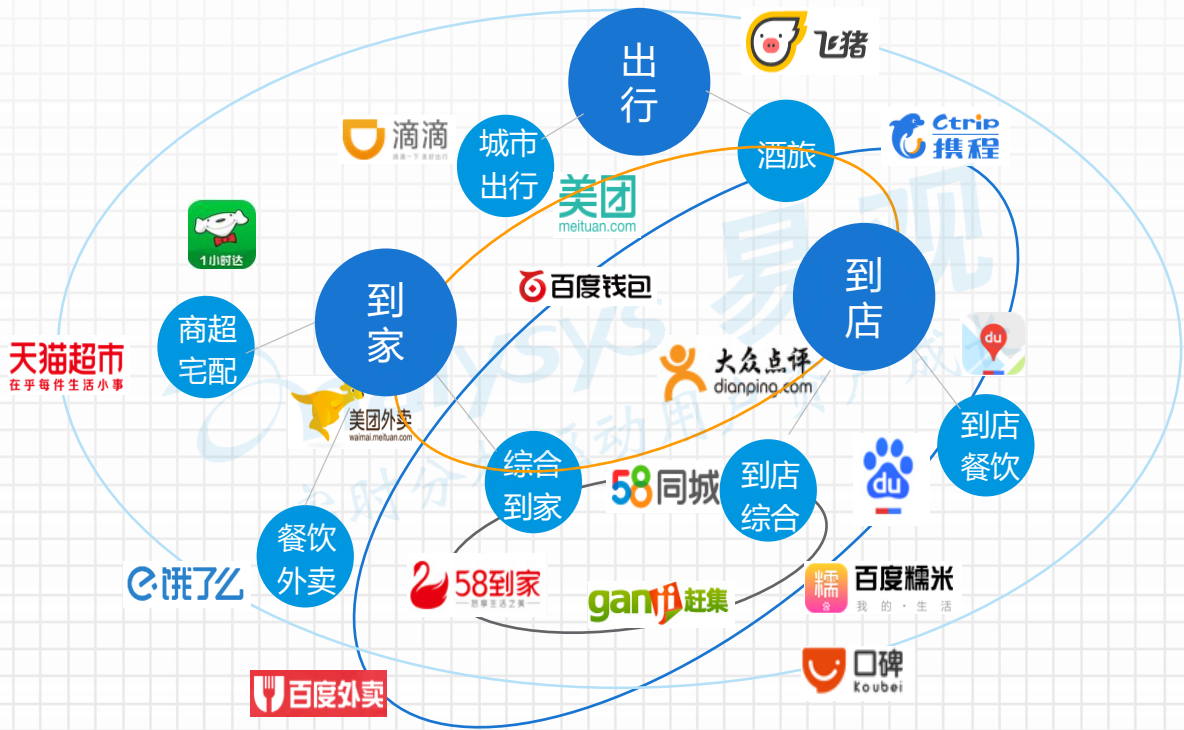 出
行
飞猪
滴滴
滴滴一下 美好出行
城市
出行
酒旅
Ctrip
携程
美团
meituan.com
1小时达
到
家
百度钱包
到
店
易观
商超
宅配
天猫超市
在乎每件生活小事
大众点评
dianping.com
du
美团外卖
waimai.meituan.com
到店
餐饮
综合
到家
58同城
到店
综合
du
餐饮
外卖
e饿了么
58到家
ganji赶集
糯
百度糯米
我的·生活
口碑
Koubei
百度外卖